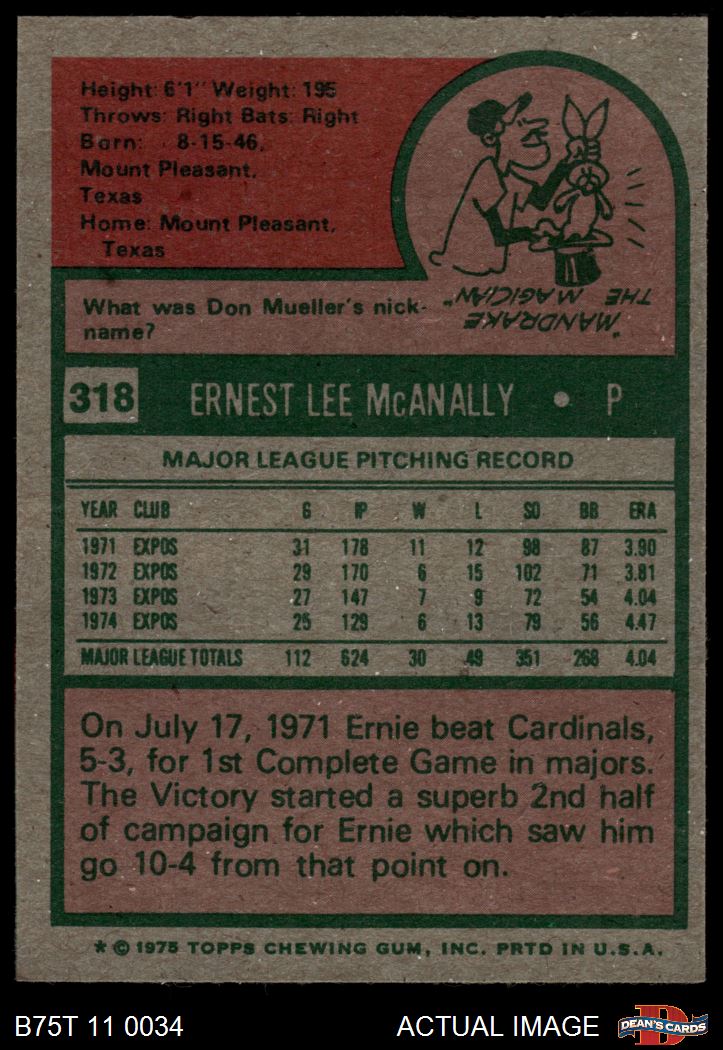 Height: 6'1" Weight: 195
Throws: Right Bats: Right
Born: 8-15-46,
Mount Pleasant,
Texas
Home: Mount Pleasant,
Texas
What was Don Mueller's nick-
name?
"MANDRAKE
THE MAGICIAN"
318 ERNEST LEE McANALLY • P
MAJOR LEAGUE PITCHING RECORD
YEAR CLUB G IP W L SO BB ERA
1971 EXPOS 31 178 11 12 98 87 3.90
1972 EXPOS 29 170 6 15 102 71 3.81
1973 EXPOS 27 147 7 9 72 54 4.04
1974 EXPOS 25 129 6 13 79 56 4.47
MAJOR LEAGUE TOTALS 112 624 30 49 351 268 4.04
On July 17, 1971 Ernie beat Cardinals,
5-3, for 1st Complete Game in majors.
The Victory started a superb 2nd half
of campaign for Ernie which saw him
go 10-4 from that point on.
* © 1975 TOPPS CHEWING GUM, INC. PRTD IN U.S.A.
B75T 11 0034 ACTUAL IMAGE D DEAN'S CARDS